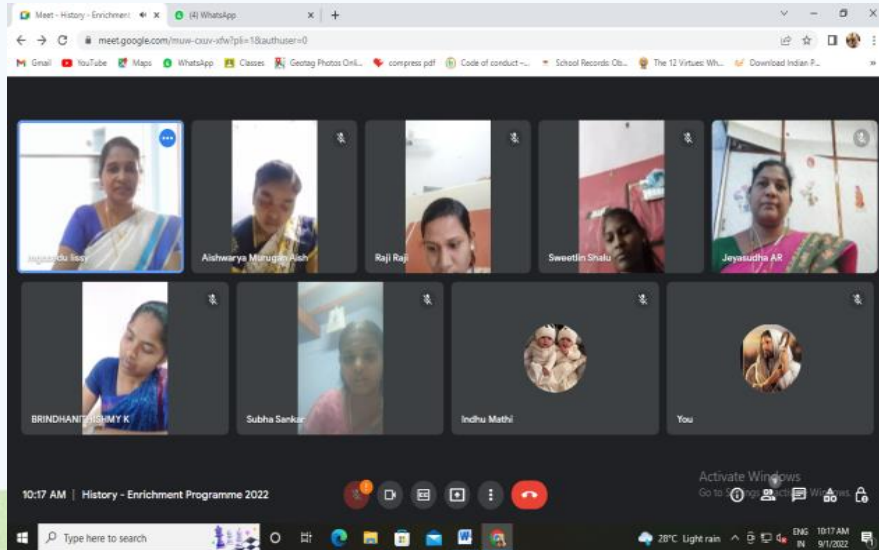 Meet - History - Enrichment
(4) WhatsApp
meet.google.com/muw-cxuv-xfw?pli=1&authuser=0
Gmail YouTube Maps WhatsApp Classes Geotag Photos Onli... compress pdf Code of conduct –... School Records: Ob... The 12 Virtues: Wh... Download Indian P...
Aishwarya Murugan Aish
Raji Raji
Sweetlin Shalu
Jeyasudha AR
BRINDHANITHISHMY K
Subha Sankar
Indhu Mathi
You
Activate Windows
10:17 AM | History - Enrichment Programme 2022
Go to Settings
Type here to search
28°C Light rain
ENG
IN
10:17 AM
9/1/2022